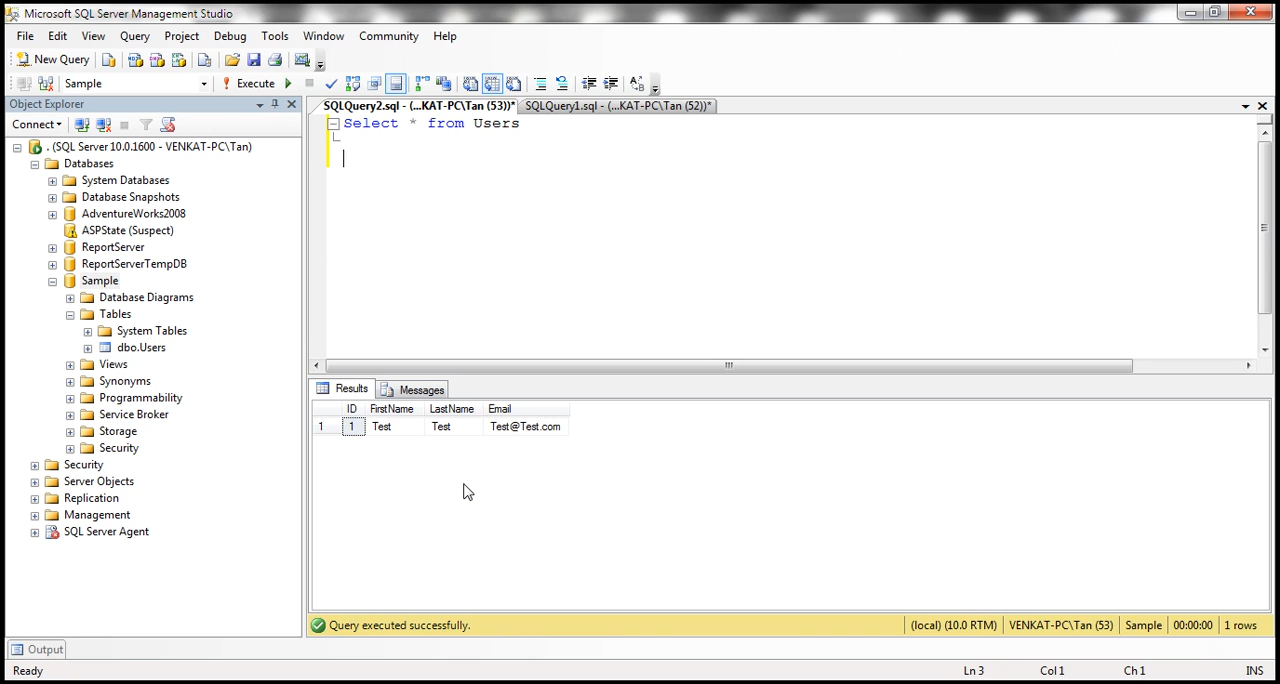 Microsoft SQL Server Management Studio
File Edit View Query Project Debug Tools Window Community Help
New Query
Sample Execute
Object Explorer
SQLQuery2.sql - (...KAT-PC\Tan (53))* SQLQuery1.sql - (...KAT-PC\Tan (52))*
Connect
Select * from Users
. (SQL Server 10.0.1600 - VENKAT-PC\Tan)
Databases
System Databases
Database Snapshots
AdventureWorks2008
ASPState (Suspect)
ReportServer
ReportServerTempDB
Sample
Database Diagrams
Tables
System Tables
dbo.Users
Views
Synonyms
Programmability
Service Broker
Storage
Security
Security
Server Objects
Replication
Management
SQL Server Agent
Results Messages
ID FirstName LastName Email
1 1 Test Test Test@Test.com
Query executed successfully. (local) (10.0 RTM) VENKAT-PC\Tan (53) Sample 00:00:00 1 rows
Output
Ready Ln 3 Col 1 Ch 1 INS